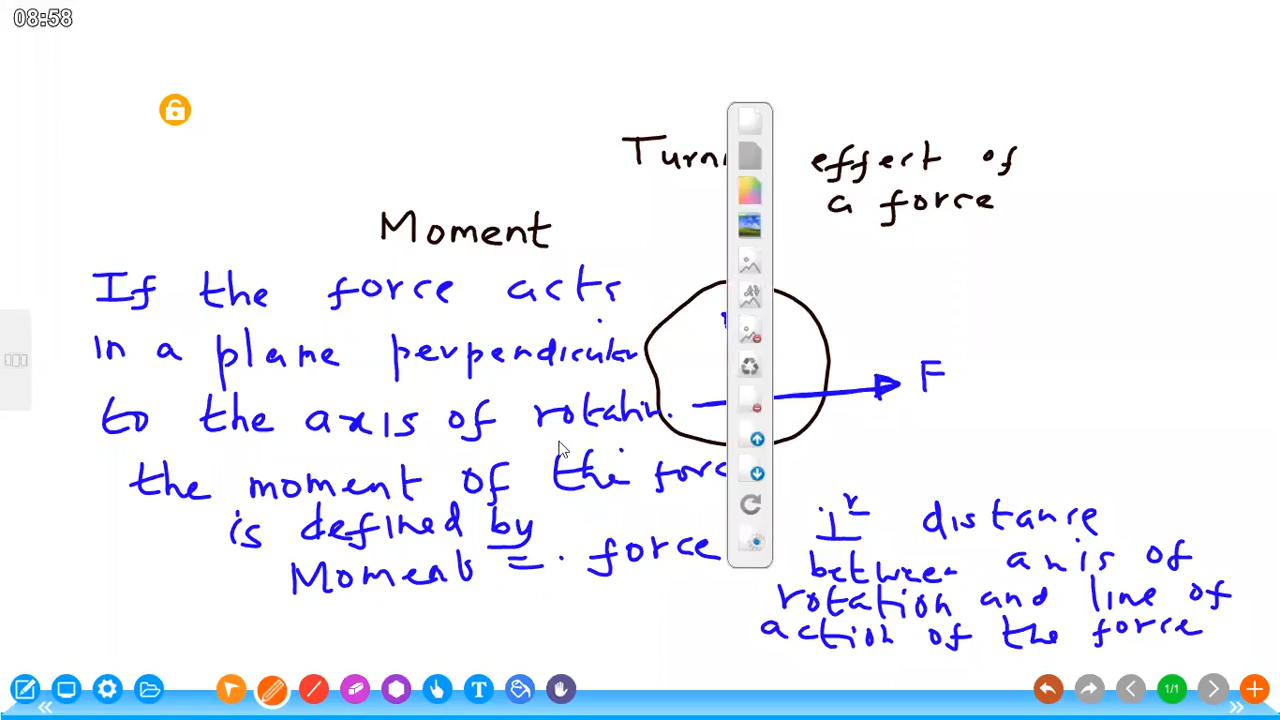 08:58
effect of
a force
Moment
If the force acts
in a plane perpendicular
F
to the axis of rotation.
the moment of the
is defined by
distance
Moment = force
between axis of
rotation and line of
action of the force
1/1